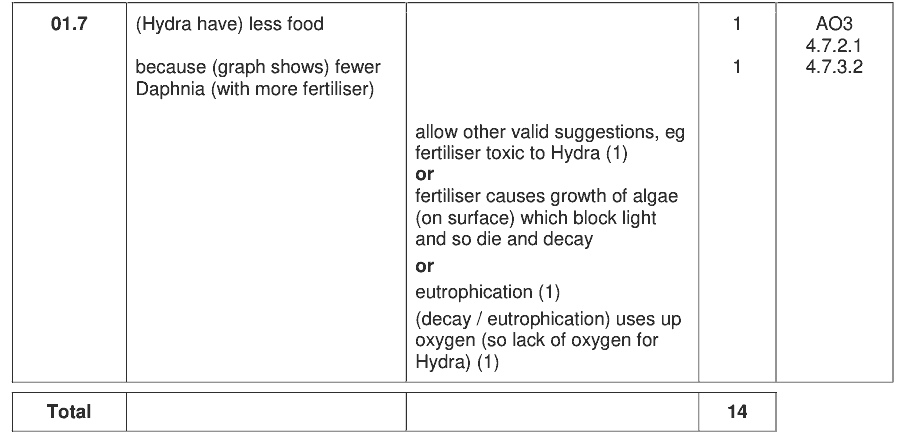 01.7 (Hydra have) less food 1 AO3
4.7.2.1
because (graph shows) fewer 1 4.7.3.2
Daphnia (with more fertiliser)
allow other valid suggestions, eg
fertiliser toxic to Hydra (1)
or
fertiliser causes growth of algae
(on surface) which block light
and so die and decay
or
eutrophication (1)
(decay / eutrophication) uses up
oxygen (so lack of oxygen for
Hydra) (1)
Total 14